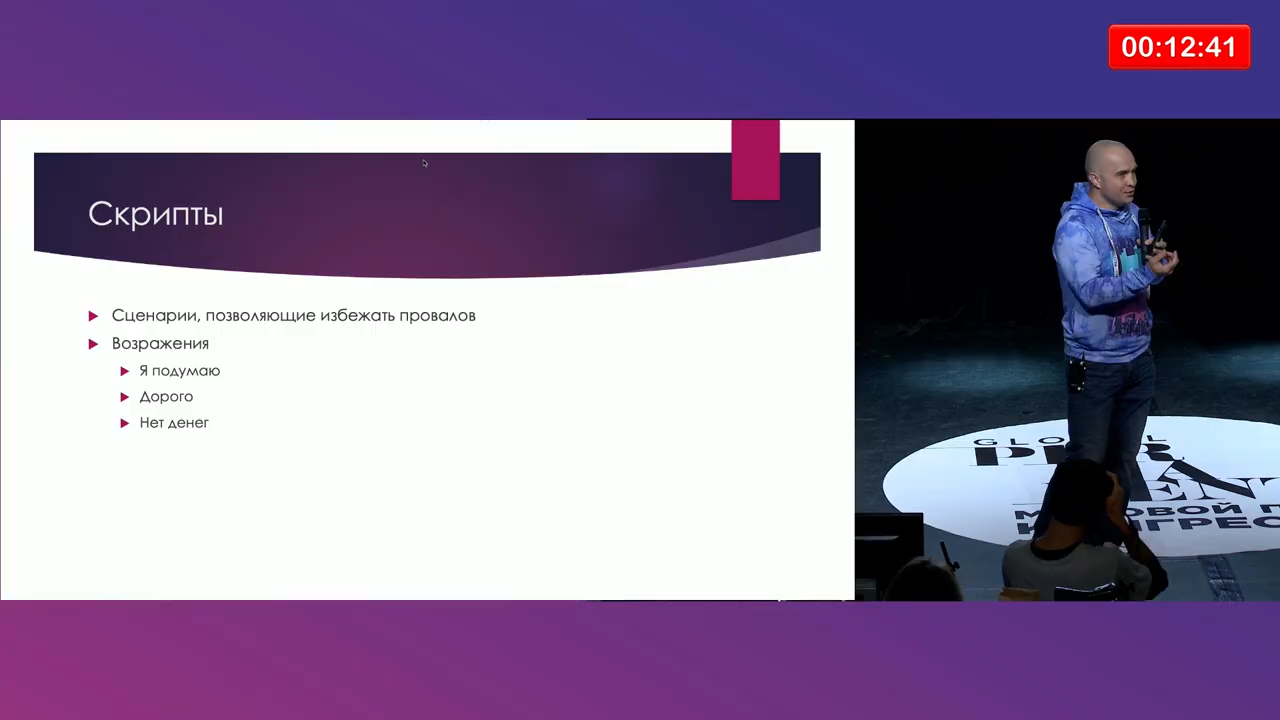 00:12:41
Скрипты
Сценарии, позволяющие избежать провалов
Возражения
Я подумаю
Дорого
Нет денег